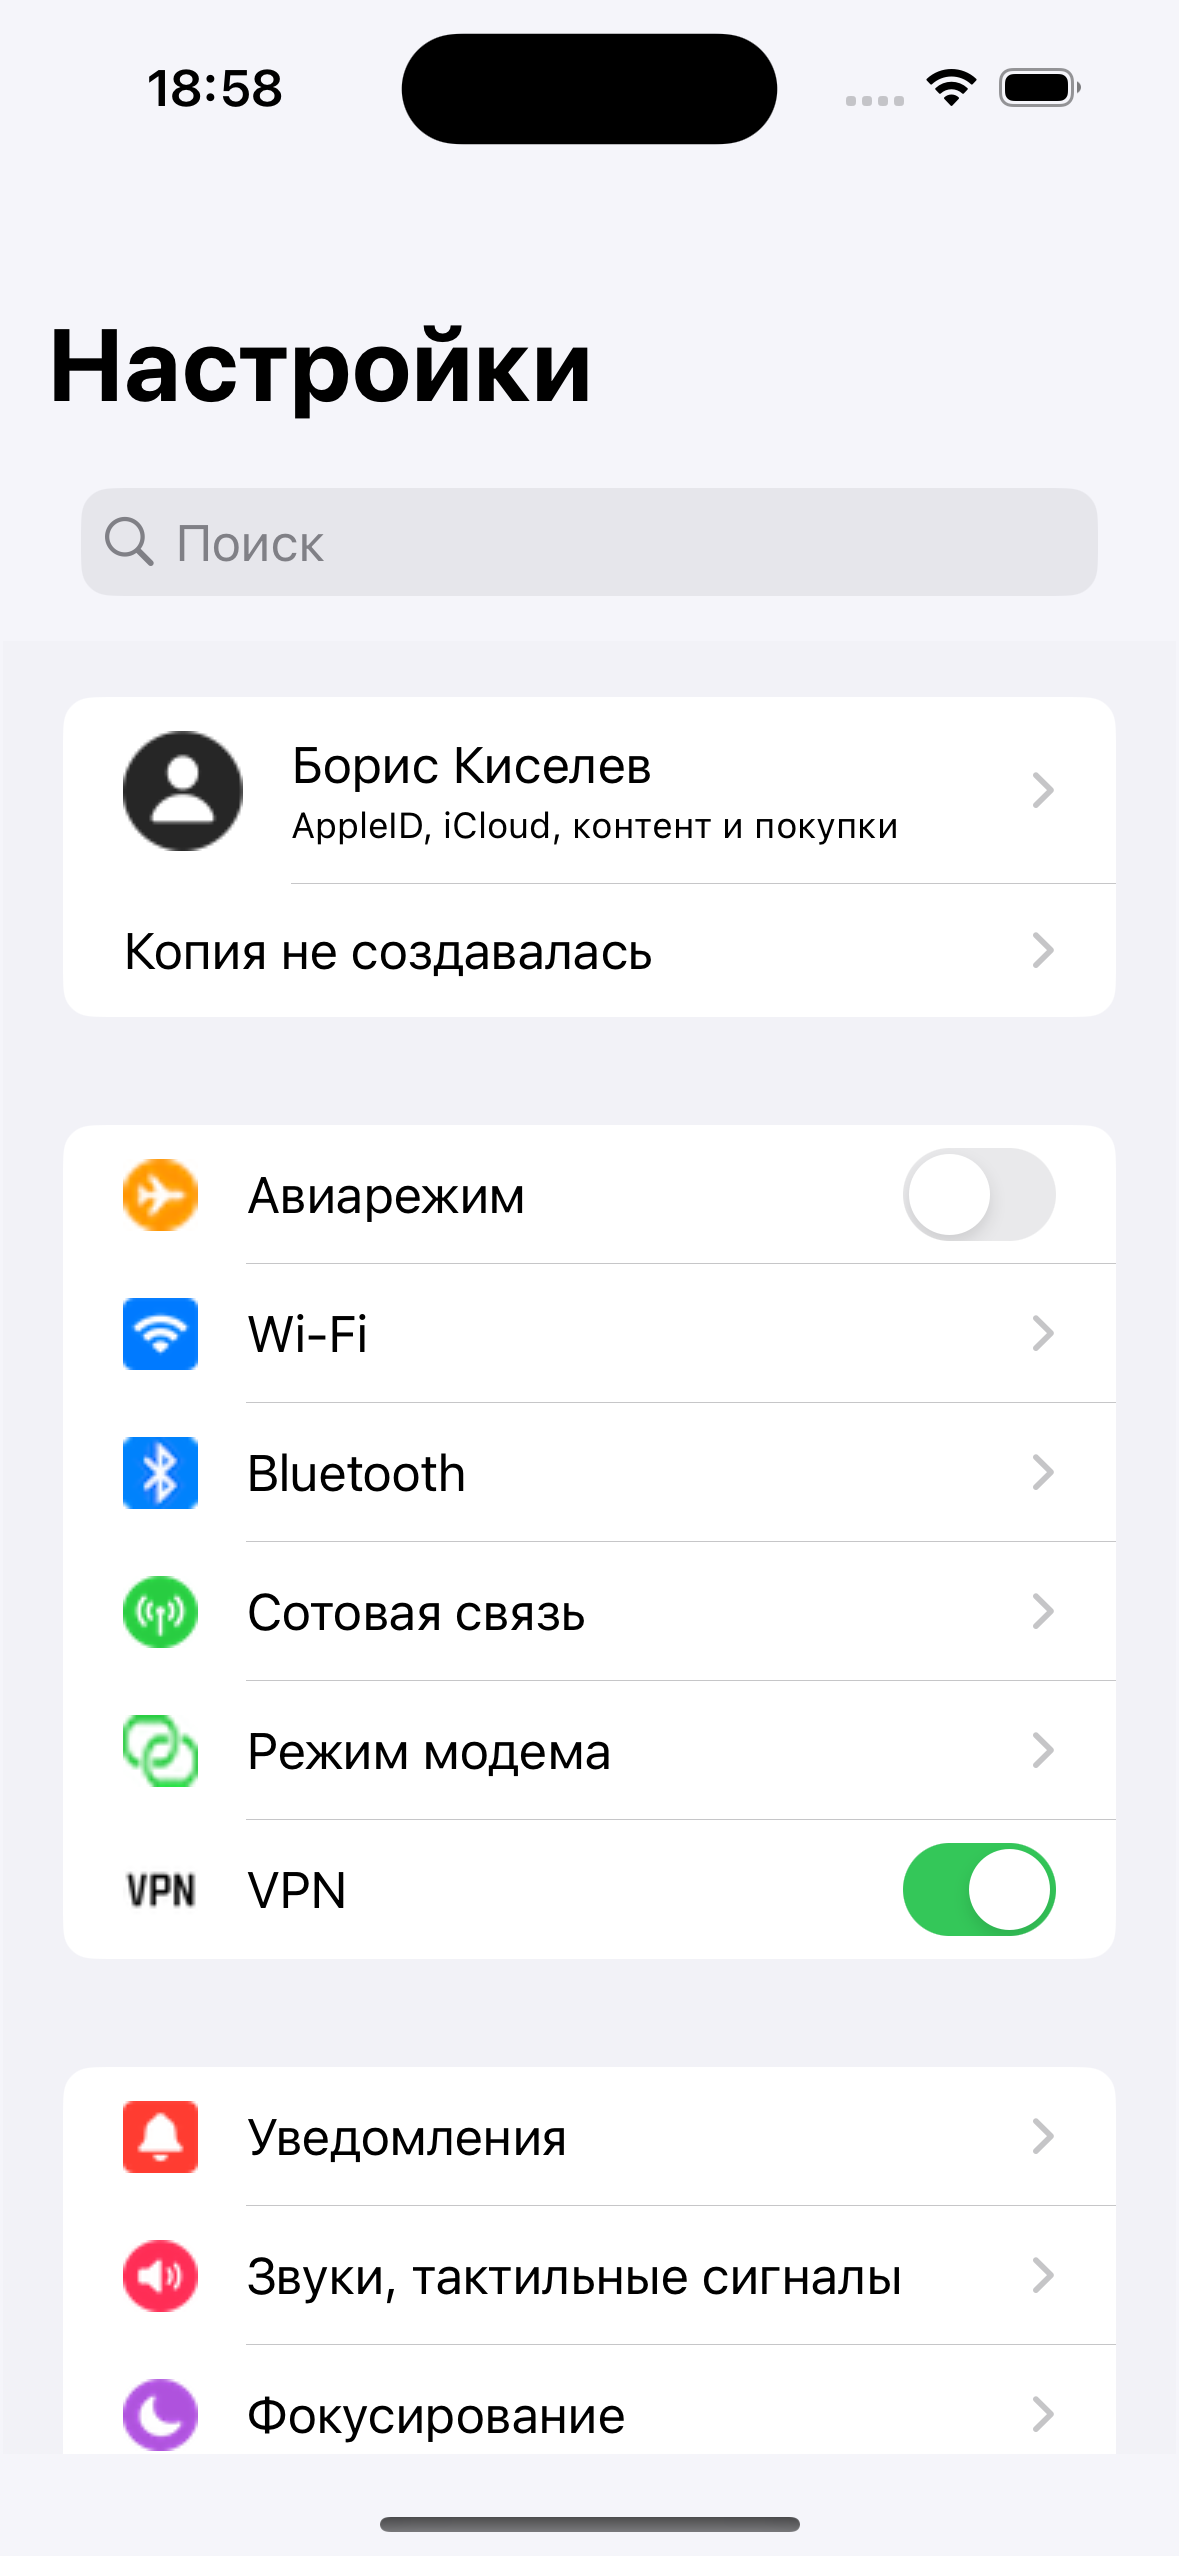 18:58
Настройки
Поиск
Борис Киселев
AppleID, iCloud, контент и покупки
Копия не создавалась
Авиарежим
Wi-Fi
Bluetooth
Сотовая связь
Режим модема
VPN VPN
Уведомления
Звуки, тактильные сигналы
Фокусирование